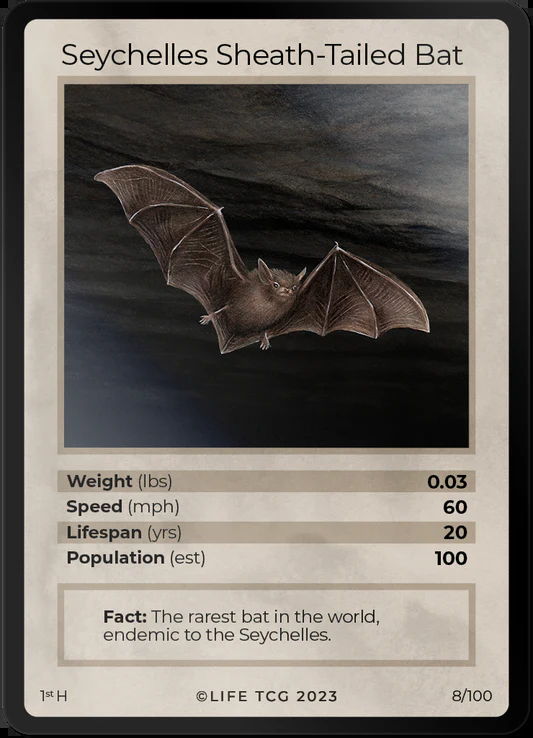 Seychelles Sheath-Tailed Bat
Weight (lbs) 0.03
Speed (mph) 60
Lifespan (yrs) 20
Population (est) 100
Fact: The rarest bat in the world,
endemic to the Seychelles.
1st H ©LIFE TCG 2023 8/100